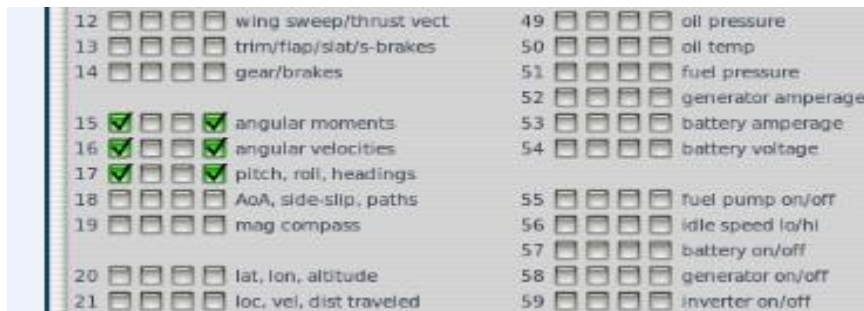 12 wing sweep/thrust vect
13 trim/flap/slat/s-brakes
14 gear/brakes
15 angular moments
16 angular velocities
17 pitch, roll, headings
18 AoA, side-slip, paths
19 mag compass
20 lat, lon, altitude
21 loc, vel, dist traveled
49 oil pressure
50 oil temp
51 fuel pressure
52 generator amperage
53 battery amperage
54 battery voltage
55 fuel pump on/off
56 idle speed lo/hi
57 battery on/off
58 generator on/off
59 inverter on/off